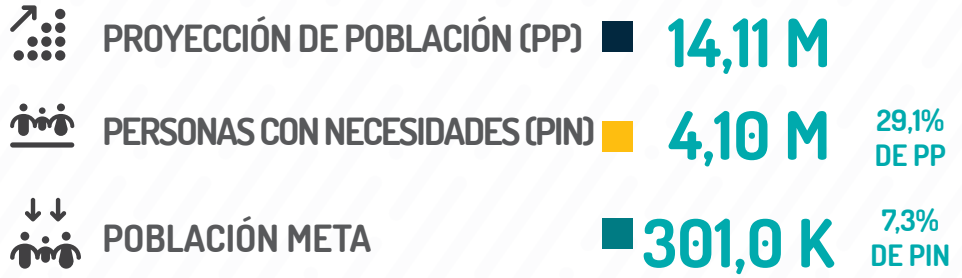 PROYECCIÓN DE POBLACIÓN (PP) 14,11 M
PERSONAS CON NECESIDADES (PIN) 4,10 M 29,1% DE PP
POBLACIÓN META 301,0 K 7,3% DE PIN